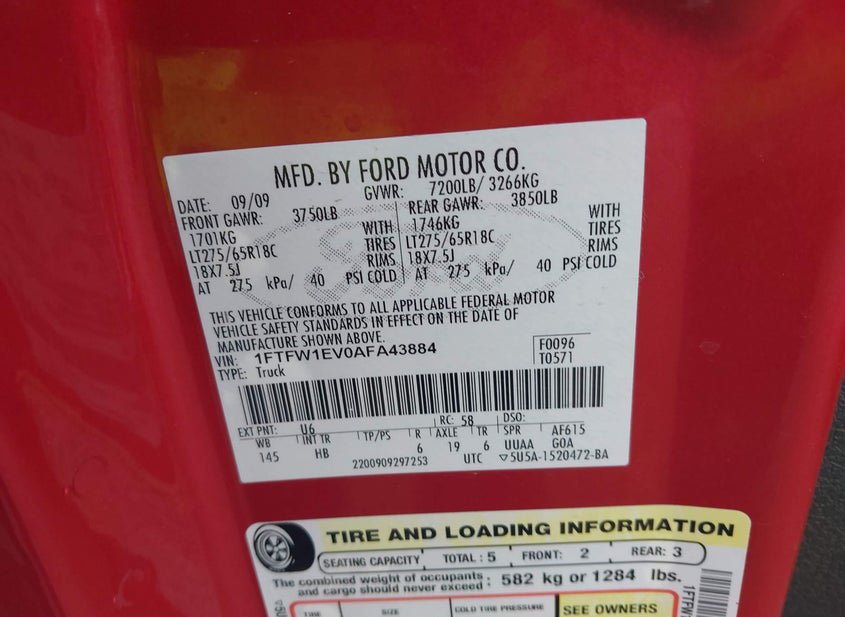 MFD. BY FORD MOTOR CO.
DATE: 09/09 GVWR: 7200LB/ 3266KG
FRONT GAWR: 3750LB REAR GAWR: 3850LB
1701KG WITH 1746KG WITH
LT275/65R18C TIRES LT275/65R18C TIRES
18X7.5J RIMS 18X7.5J RIMS
AT 275 kPa/ 40 PSI COLD AT 275 kPa/ 40 PSI COLD
THIS VEHICLE CONFORMS TO ALL APPLICABLE FEDERAL MOTOR
VEHICLE SAFETY STANDARDS IN EFFECT ON THE DATE OF
MANUFACTURE SHOWN ABOVE.
VIN: 1FTFW1EV0AFA43884 F0096
TYPE: Truck T0571
EXT PNT: U6 RC: 58 DSO:
WB INT TR TP/PS R AXLE TR SPR AF615
145 HB 6 19 6 UUAA GOA
2200909297253 UTC 5U5A-1520472-BA
TIRE AND LOADING INFORMATION
SEATING CAPACITY TOTAL : 5 FRONT: 2 REAR: 3
The combined weight of occupants
and cargo should never exceed : 582 kg or 1284 lbs.
TIRE SIZE COLD TIRE PRESSURE SEE OWNERS
1FTFW